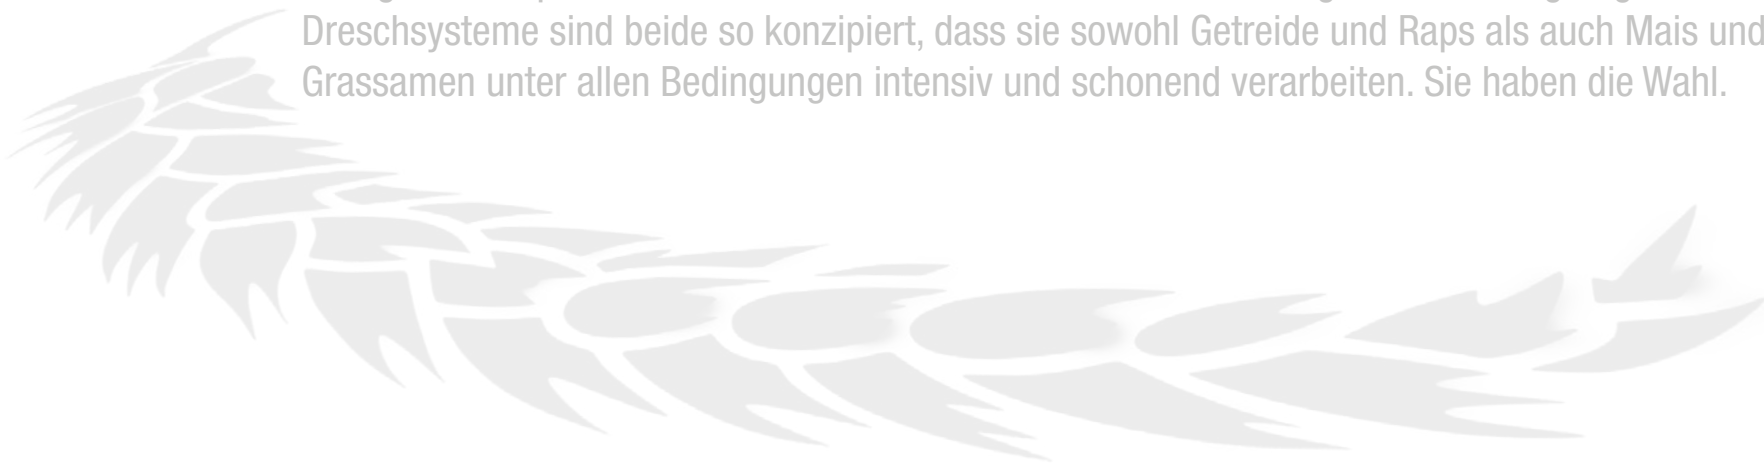 Dreschsysteme sind beide so konzipiert, dass sie sowohl Getreide und Raps als auch Mais und
Grassamen unter allen Bedingungen intensiv und schonend verarbeiten. Sie haben die Wahl.